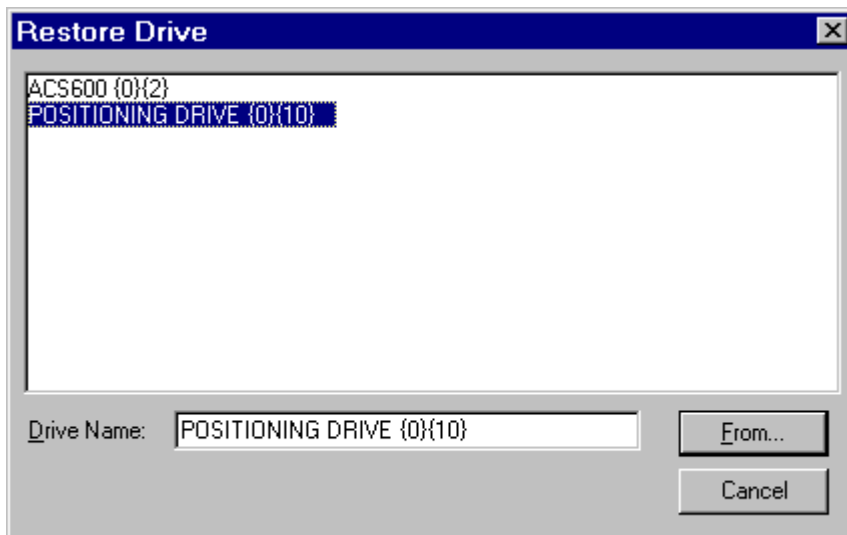 Restore Drive
ACS600 {0}{2}
POSITIONING DRIVE {0}{10}
Drive Name: POSITIONING DRIVE {0}{10} From...
Cancel